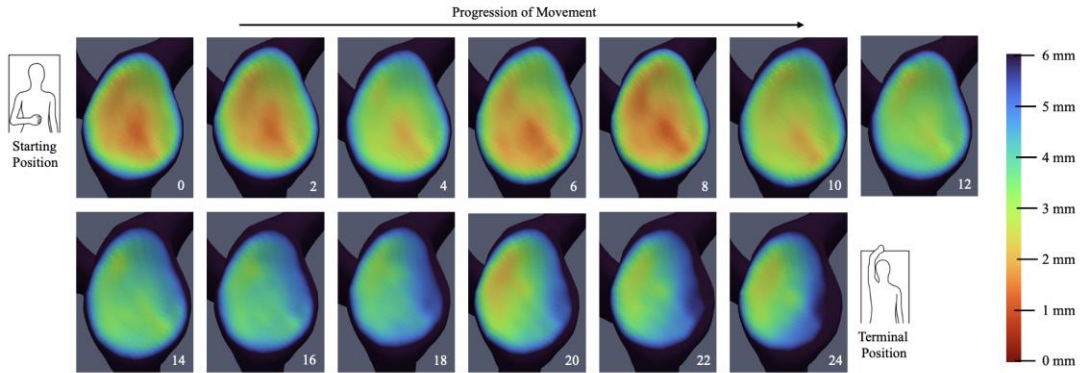 Progression of Movement
Starting
Position
0
2
4
6
8
10
12
14
16
18
20
22
24
Terminal
Position
6 mm
5 mm
4 mm
3 mm
2 mm
1 mm
0 mm